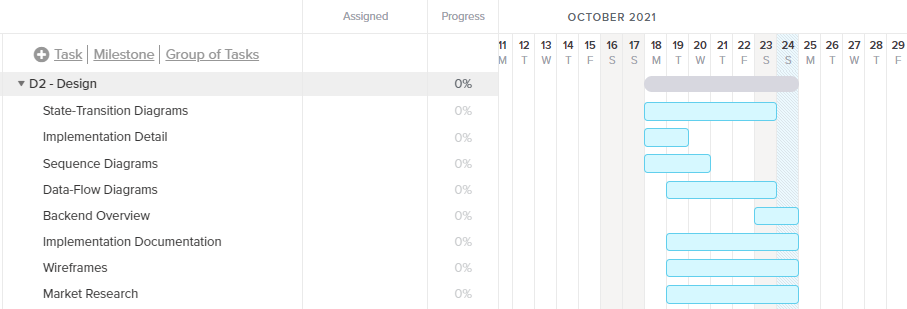 Assigned Progress OCTOBER 2021
11 12 13 14 15 16 17 18 19 20 21 22 23 24 25 26 27 28 29
Task Milestone Group of Tasks
M T W T F S S M T W T F S S M T W T F
D2 - Design 0%
State-Transition Diagrams 0%
Implementation Detail 0%
Sequence Diagrams 0%
Data-Flow Diagrams 0%
Backend Overview 0%
Implementation Documentation 0%
Wireframes 0%
Market Research 0%